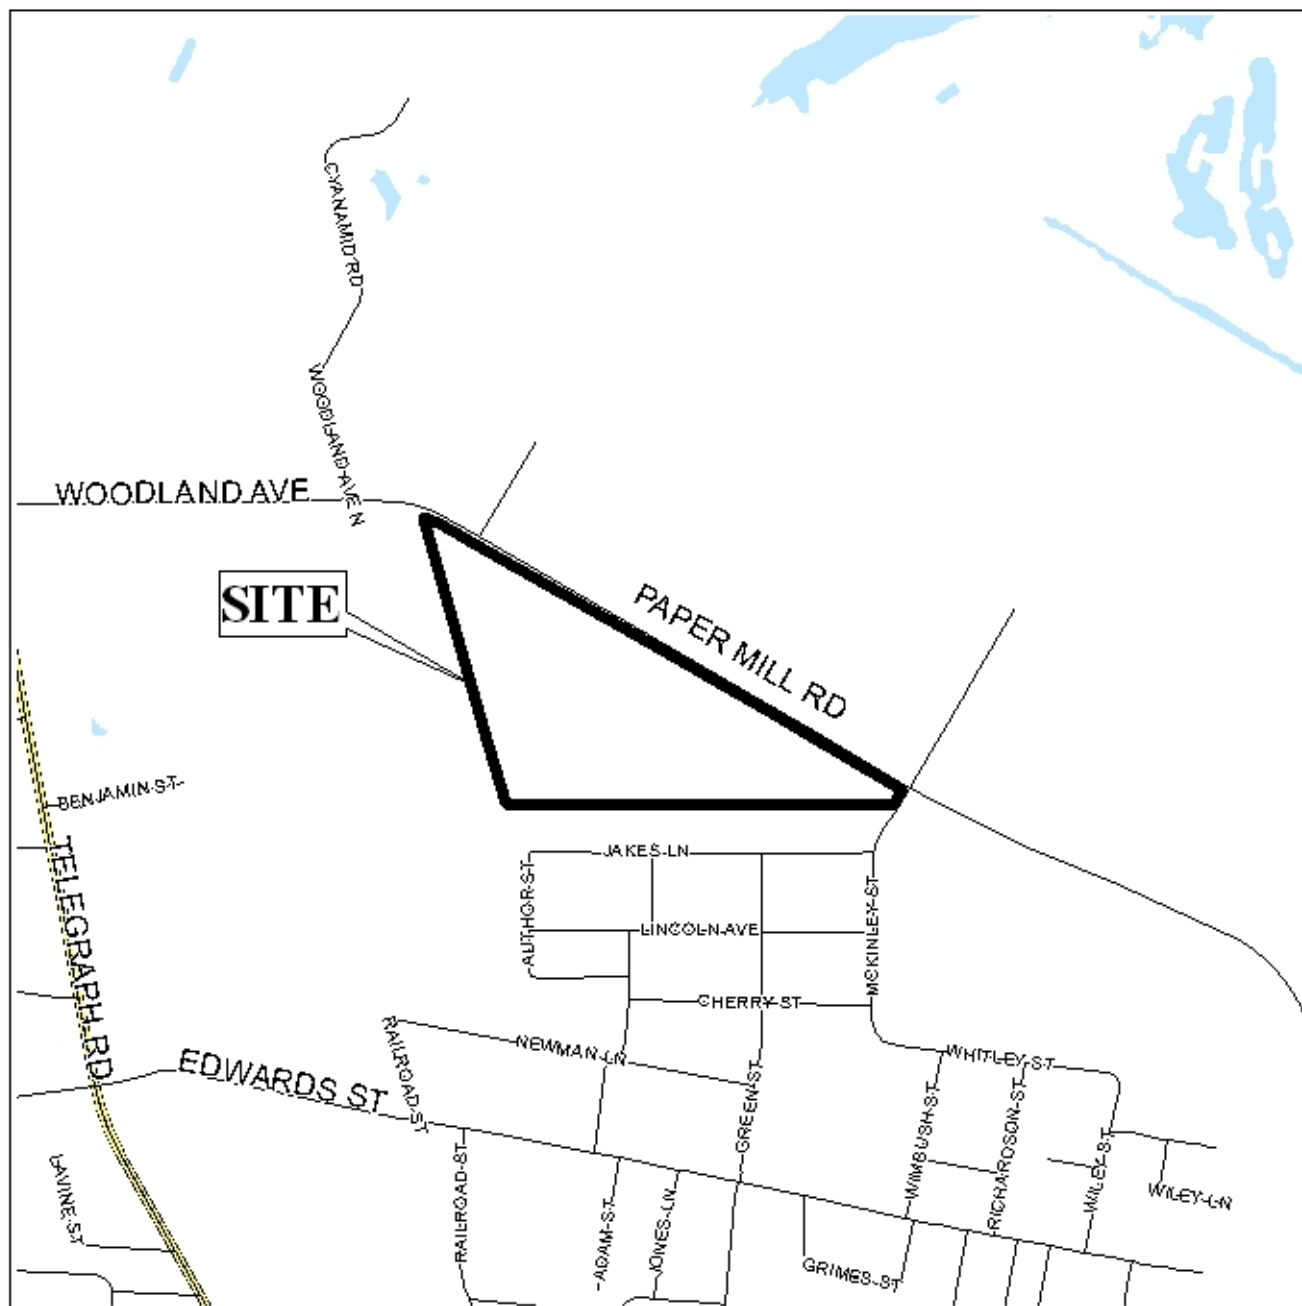 CYANAMID RD
WOODLAND AVE N
WOODLAND AVE
SITE
PAPER MILL RD
BENJAMIN ST
TELEGRAPH RD
JAKES LN
AUTHOR ST
LINCOLN AVE
MCKINLEY ST
CHERRY ST
RAILROAD ST
NEWMAN LN
WHITLEY ST
EDWARDS ST
GREEN ST
WIMBUSH ST
RICHARDSON ST
WILEY ST
WILEY LN
LAVINE ST
RAILROAD ST
ADAM ST
JONES LN
GRIMES ST